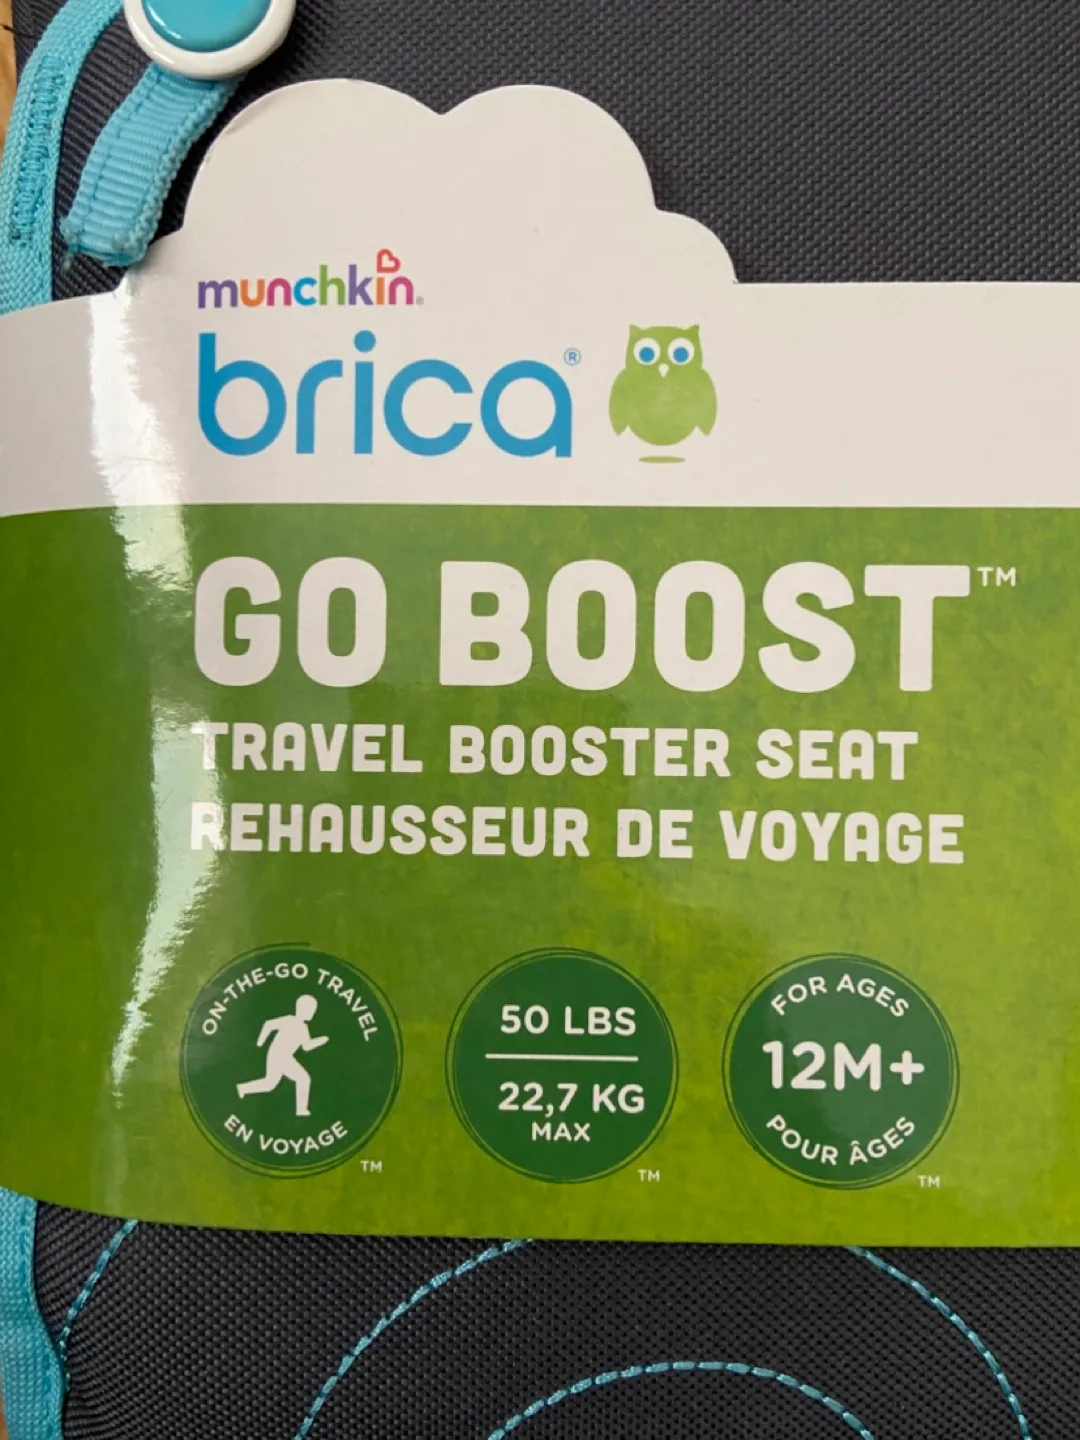 munchkin®
brica®
GO BOOST™
TRAVEL BOOSTER SEAT
REHAUSSEUR DE VOYAGE
ON-THE-GO TRAVEL
EN VOYAGE
TM
50 LBS
22,7 KG
MAX
TM
FOR AGES
12M+
POUR ÂGES
TM